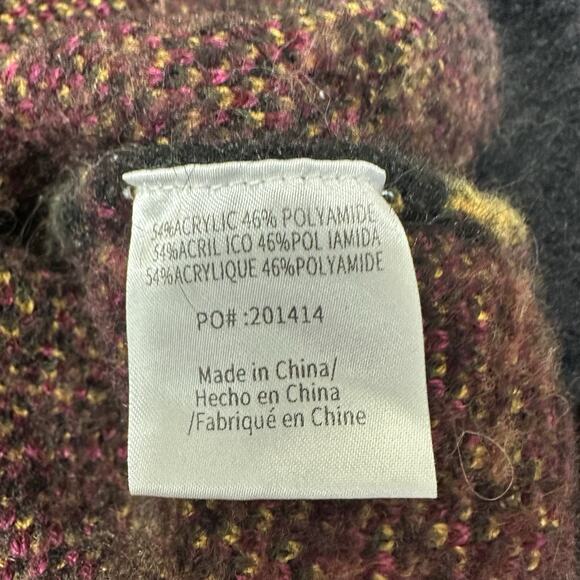 54%ACRYLIC 46% POLYAMIDE
54%ACRIL ICO 46%POL IAMIDA
54%ACRYLIQUE 46%POLYAMIDE
PO# :201414
Made in China/
Hecho en China
/Fabriqué en Chine